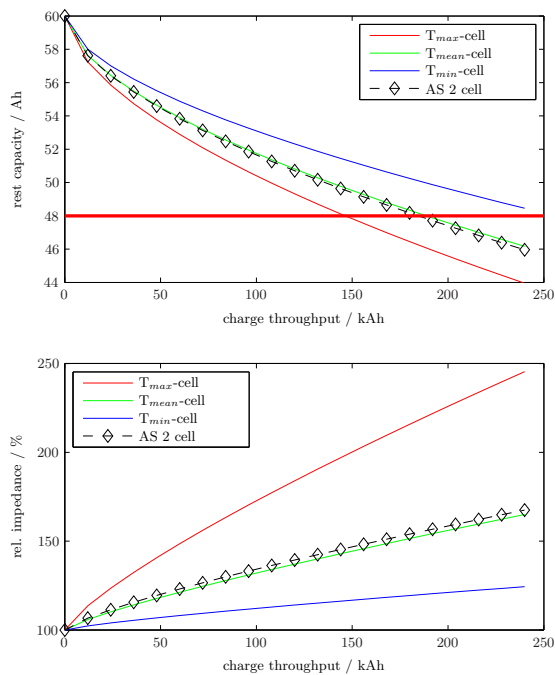 60
58
56
54
52
50
48
46
44
rest capacity / Ah
0
50
100
150
200
250
charge throughput / kAh
T_max-cell
T_mean-cell
T_min-cell
AS 2 cell
250
200
150
100
rel. impedance / %
0
50
100
150
200
250
charge throughput / kAh
T_max-cell
T_mean-cell
T_min-cell
AS 2 cell